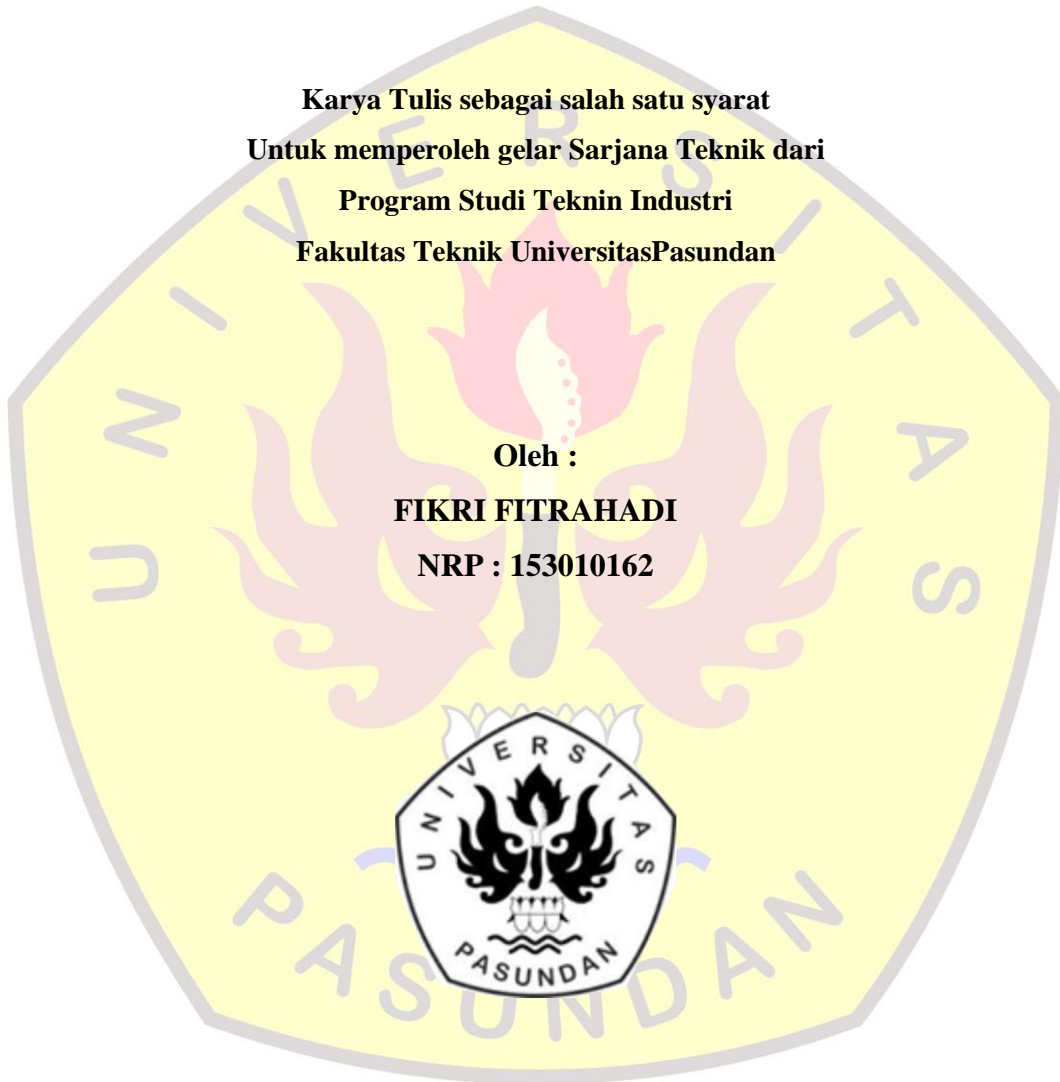 Karya Tulis sebagai salah satu syarat
Untuk memperoleh gelar Sarjana Teknik dari
Program Studi Teknin Industri
Fakultas Teknik UniversitasPasundan
Oleh :
FIKRI FITRAHADI
NRP : 153010162
UNIVERSITAS
PASUNDAN
UNIVERSITAS
PASUNDAN